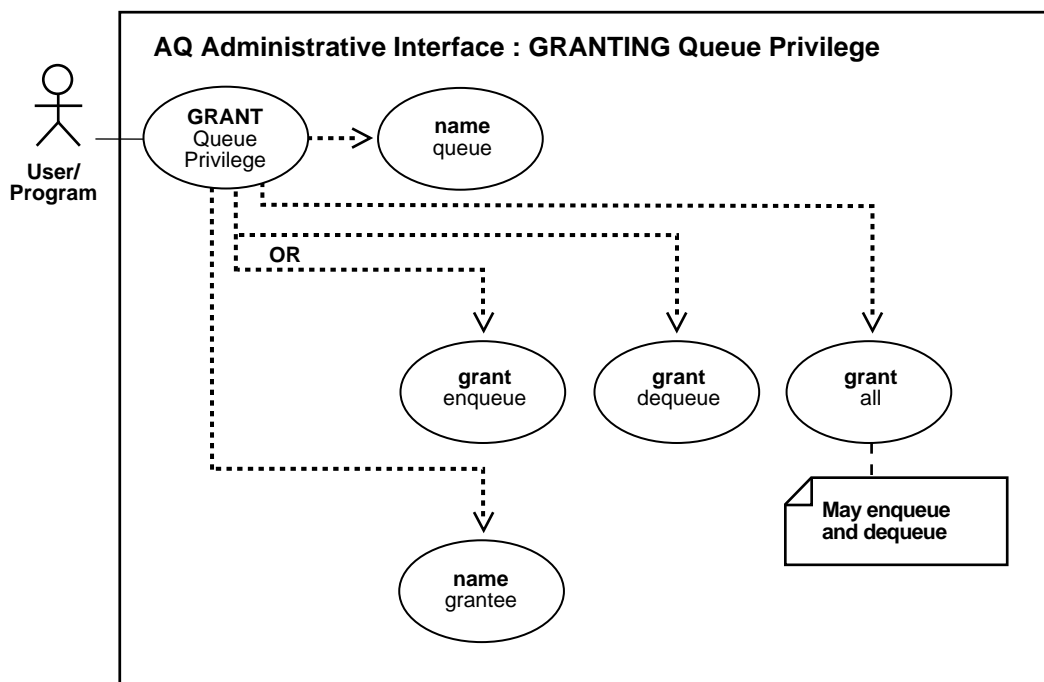 AQ Administrative Interface : GRANTING Queue Privilege
GRANT
Queue
Privilege
name
queue
User/
Program
OR
grant
enqueue
grant
dequeue
grant
all
May enqueue
and dequeue
name
grantee